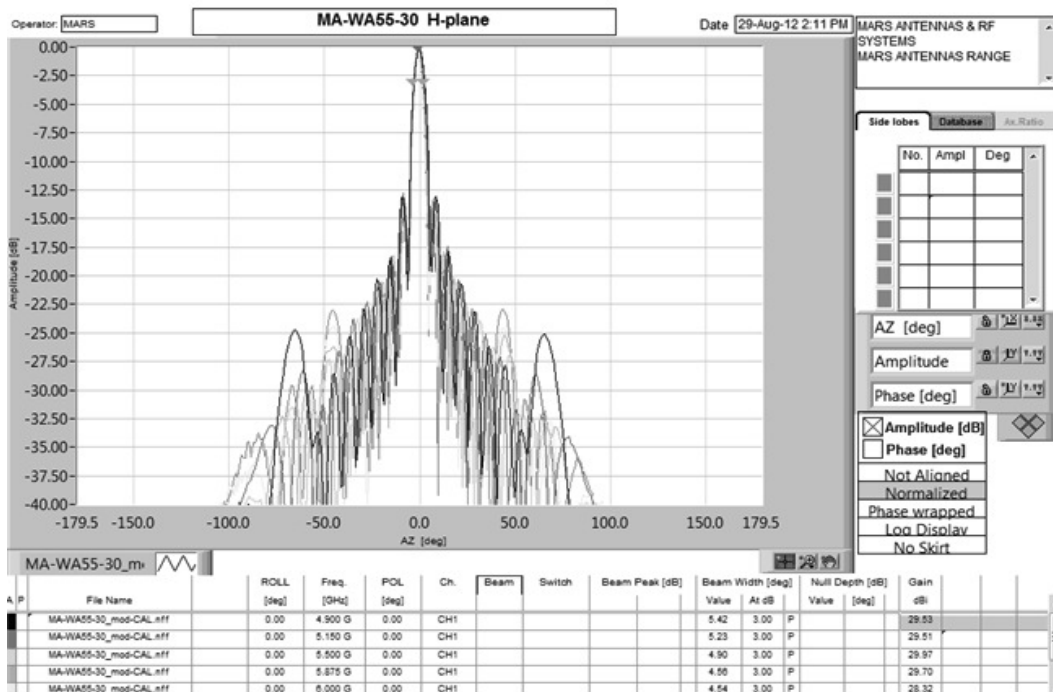 Operator: MARS
MA-WA55-30 H-plane
Date 29-Aug-12 2:11 PM
MARS ANTENNAS & RF
SYSTEMS
MARS ANTENNAS RANGE
Side lobes Database Ax.Ratio
No. Ampl Deg
0.00
-2.50
-5.00
-7.50
-10.00
-12.50
-15.00
-17.50
-20.00
-22.50
-25.00
-27.50
-30.00
-32.50
-35.00
-37.50
-40.00
Amplitude [dB]
-179.5 -150.0 -100.0 -50.0 0.0 50.0 100.0 150.0 179.5
AZ [deg]
AZ [deg]
Amplitude
Phase [deg]
Amplitude [dB]
Phase [deg]
Not Aligned
Normalized
Phase wrapped
Log Display
No Skirt
MA-WA55-30_m
ROLL Freq. POL Ch. Beam Switch Beam Peak [dB] Beam Width [deg] Null Depth [dB] Gain
A P File Name [deg] [GHz] [deg] Value At dB Value [deg] dBi
MA-WA55-30_mod-CAL.nff 0.00 4.900 G 0.00 CH1 5.42 3.00 P 29.53
MA-WA55-30_mod-CAL.nff 0.00 5.150 G 0.00 CH1 5.23 3.00 P 29.51
MA-WA55-30_mod-CAL.nff 0.00 5.500 G 0.00 CH1 4.90 3.00 P 29.97
MA-WA55-30_mod-CAL.nff 0.00 5.875 G 0.00 CH1 4.56 3.00 P 29.70
MA-WA55-30_mod-CAL.nff 0.00 6.000 G 0.00 CH1 4.54 3.00 P 28.32